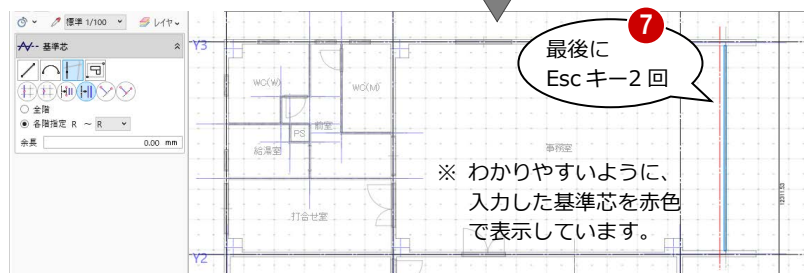 標準 1/100
レイヤ
基準芯
全階
各階指定 R ～ R
余長 0.00 mm
Y3
WC(W)
WC(M)
PS
前室
給湯室
打合せ室
事務室
Y2
7
最後に
Esc キー2 回
※ わかりやすいように、
入力した基準芯を赤色
で表示しています。